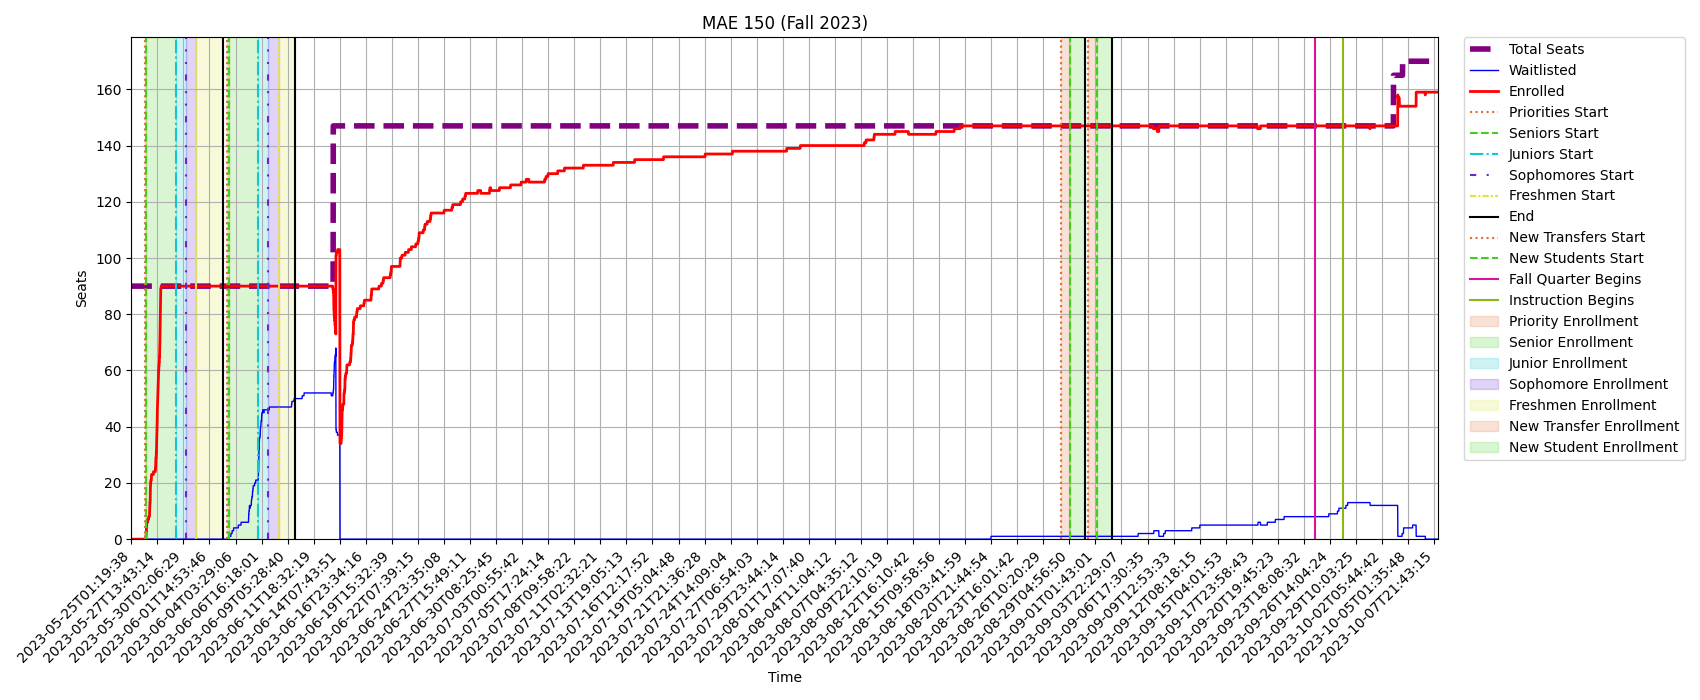 MAE 150 (Fall 2023)
Seats
160
140
120
100
80
60
40
20
0
2023-05-25T01:19:38
2023-05-27T13:43:14
2023-05-30T02:06:29
2023-06-01T14:53:46
2023-06-04T03:29:06
2023-06-06T16:18:01
2023-06-09T05:28:40
2023-06-11T18:32:19
2023-06-14T07:43:51
2023-06-16T23:34:16
2023-06-19T15:32:39
2023-06-22T07:39:15
2023-06-24T23:35:08
2023-06-27T15:49:11
2023-06-30T08:25:45
2023-07-03T00:55:42
2023-07-05T17:24:14
2023-07-08T09:58:22
2023-07-11T02:32:21
2023-07-13T19:05:13
2023-07-16T12:17:52
2023-07-19T05:04:48
2023-07-21T21:36:28
2023-07-24T14:09:04
2023-07-27T06:54:03
2023-07-29T23:44:14
2023-08-01T17:07:40
2023-08-04T11:04:12
2023-08-07T04:35:12
2023-08-09T22:10:19
2023-08-12T16:10:42
2023-08-15T09:58:56
2023-08-18T03:41:59
2023-08-20T21:44:54
2023-08-23T16:01:42
2023-08-26T10:20:29
2023-08-29T04:56:50
2023-09-01T01:43:01
2023-09-03T22:29:07
2023-09-06T17:30:35
2023-09-09T12:53:33
2023-09-12T08:18:15
2023-09-15T04:01:53
2023-09-17T23:58:43
2023-09-20T19:45:23
2023-09-23T18:08:32
2023-09-26T14:04:24
2023-09-29T10:03:25
2023-10-02T05:44:42
2023-10-05T01:35:48
2023-10-07T21:43:15
Time
Total Seats
Waitlisted
Enrolled
Priorities Start
Seniors Start
Juniors Start
Sophomores Start
Freshmen Start
End
New Transfers Start
New Students Start
Fall Quarter Begins
Instruction Begins
Priority Enrollment
Senior Enrollment
Junior Enrollment
Sophomore Enrollment
Freshmen Enrollment
New Transfer Enrollment
New Student Enrollment